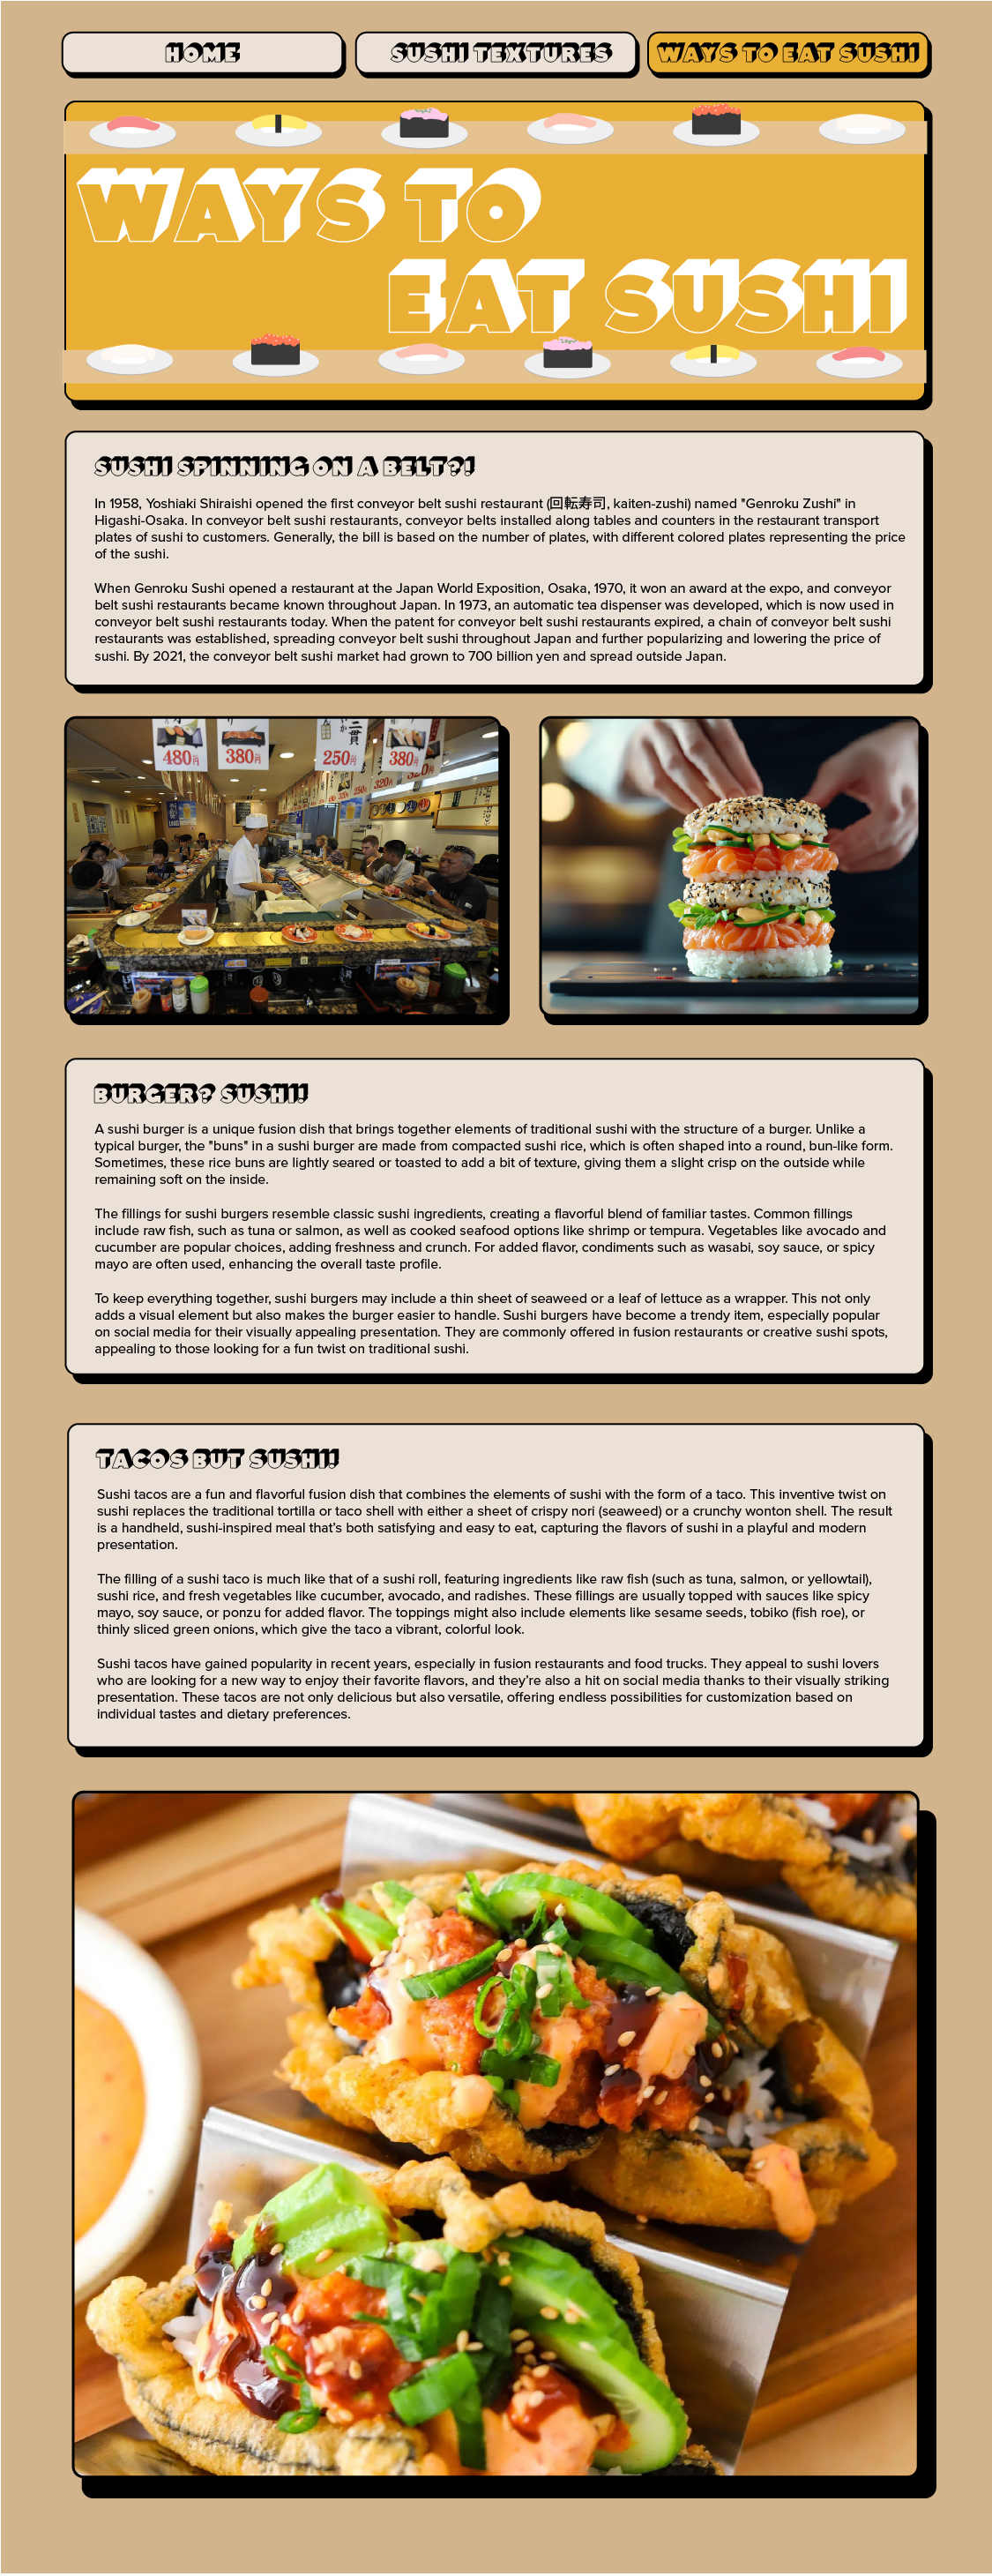 HOME
SUSHI TEXTURES
WAYS TO EAT SUSHI
WAYS TO
EAT SUSHI
SUSHI SPINNING ON A BELT?!
In 1958, Yoshiaki Shiraishi opened the first conveyor belt sushi restaurant (回転寿司, kaiten-zushi) named "Genroku Zushi" in
Higashi-Osaka. In conveyor belt sushi restaurants, conveyor belts installed along tables and counters in the restaurant transport
plates of sushi to customers. Generally, the bill is based on the number of plates, with different colored plates representing the price
of the sushi.
When Genroku Sushi opened a restaurant at the Japan World Exposition, Osaka, 1970, it won an award at the expo, and conveyor
belt sushi restaurants became known throughout Japan. In 1973, an automatic tea dispenser was developed, which is now used in
conveyor belt sushi restaurants today. When the patent for conveyor belt sushi restaurants expired, a chain of conveyor belt sushi
restaurants was established, spreading conveyor belt sushi throughout Japan and further popularizing and lowering the price of
sushi. By 2021, the conveyor belt sushi market had grown to 700 billion yen and spread outside Japan.
480円
380円
250円
二貫
380円
320
250
BURGER? SUSHI!
A sushi burger is a unique fusion dish that brings together elements of traditional sushi with the structure of a burger. Unlike a
typical burger, the "buns" in a sushi burger are made from compacted sushi rice, which is often shaped into a round, bun-like form.
Sometimes, these rice buns are lightly seared or toasted to add a bit of texture, giving them a slight crisp on the outside while
remaining soft on the inside.
The fillings for sushi burgers resemble classic sushi ingredients, creating a flavorful blend of familiar tastes. Common fillings
include raw fish, such as tuna or salmon, as well as cooked seafood options like shrimp or tempura. Vegetables like avocado and
cucumber are popular choices, adding freshness and crunch. For added flavor, condiments such as wasabi, soy sauce, or spicy
mayo are often used, enhancing the overall taste profile.
To keep everything together, sushi burgers may include a thin sheet of seaweed or a leaf of lettuce as a wrapper. This not only
adds a visual element but also makes the burger easier to handle. Sushi burgers have become a trendy item, especially popular
on social media for their visually appealing presentation. They are commonly offered in fusion restaurants or creative sushi spots,
appealing to those looking for a fun twist on traditional sushi.
TACOS BUT SUSHI!
Sushi tacos are a fun and flavorful fusion dish that combines the elements of sushi with the form of a taco. This inventive twist on
sushi replaces the traditional tortilla or taco shell with either a sheet of crispy nori (seaweed) or a crunchy wonton shell. The result
is a handheld, sushi-inspired meal that's both satisfying and easy to eat, capturing the flavors of sushi in a playful and modern
presentation.
The filling of a sushi taco is much like that of a sushi roll, featuring ingredients like raw fish (such as tuna, salmon, or yellowtail),
sushi rice, and fresh vegetables like cucumber, avocado, and radishes. These fillings are usually topped with sauces like spicy
mayo, soy sauce, or ponzu for added flavor. The toppings might also include elements like sesame seeds, tobiko (fish roe), or
thinly sliced green onions, which give the taco a vibrant, colorful look.
Sushi tacos have gained popularity in recent years, especially in fusion restaurants and food trucks. They appeal to sushi lovers
who are looking for a new way to enjoy their favorite flavors, and they're also a hit on social media thanks to their visually striking
presentation. These tacos are not only delicious but also versatile, offering endless possibilities for customization based on
individual tastes and dietary preferences.